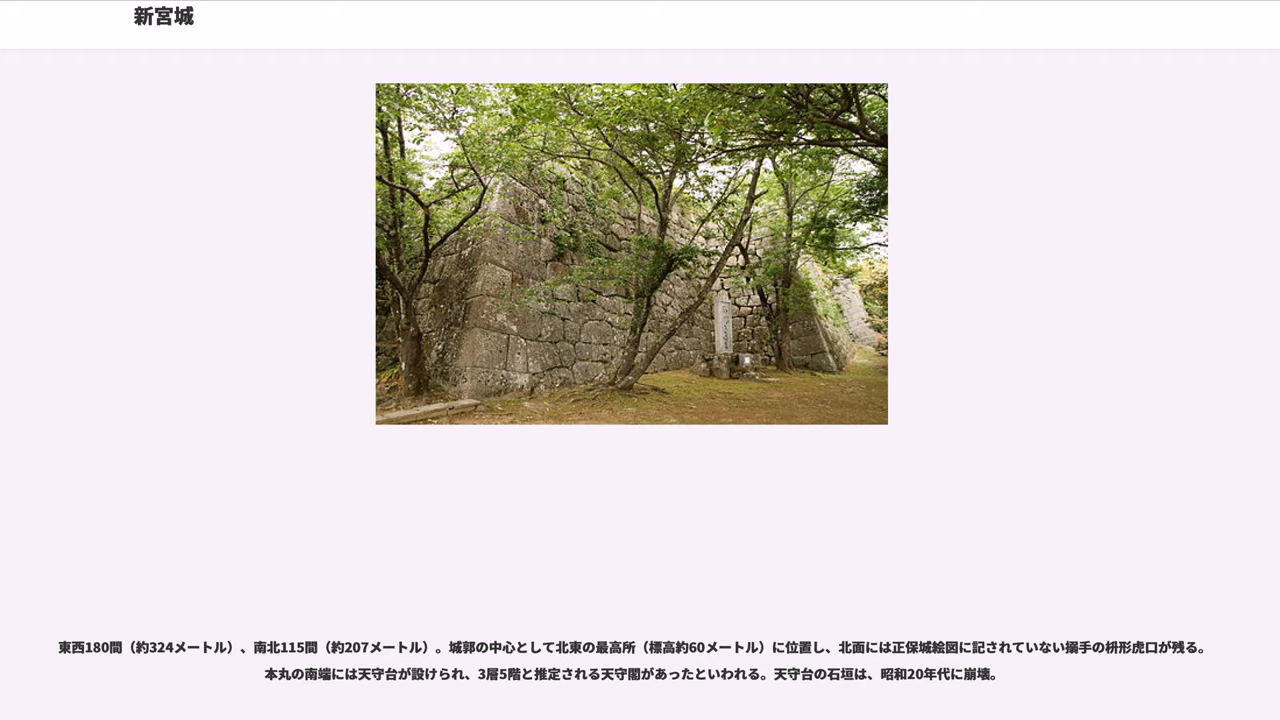 新宮城
東西180間（約324メートル）、南北115間（約207メートル）。城郭の中心として北東の最高所（標高約60メートル）に位置し、北面には正保城絵図に記されていない搦手の枡形虎口が残る。
本丸の南端には天守台が設けられ、3層5階と推定される天守閣があったといわれる。天守台の石垣は、昭和20年代に崩壊。